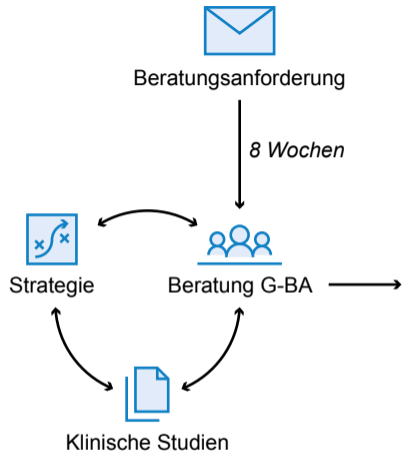 Beratungsanforderung
8 Wochen
Strategie
Beratung G-BA
Klinische Studien